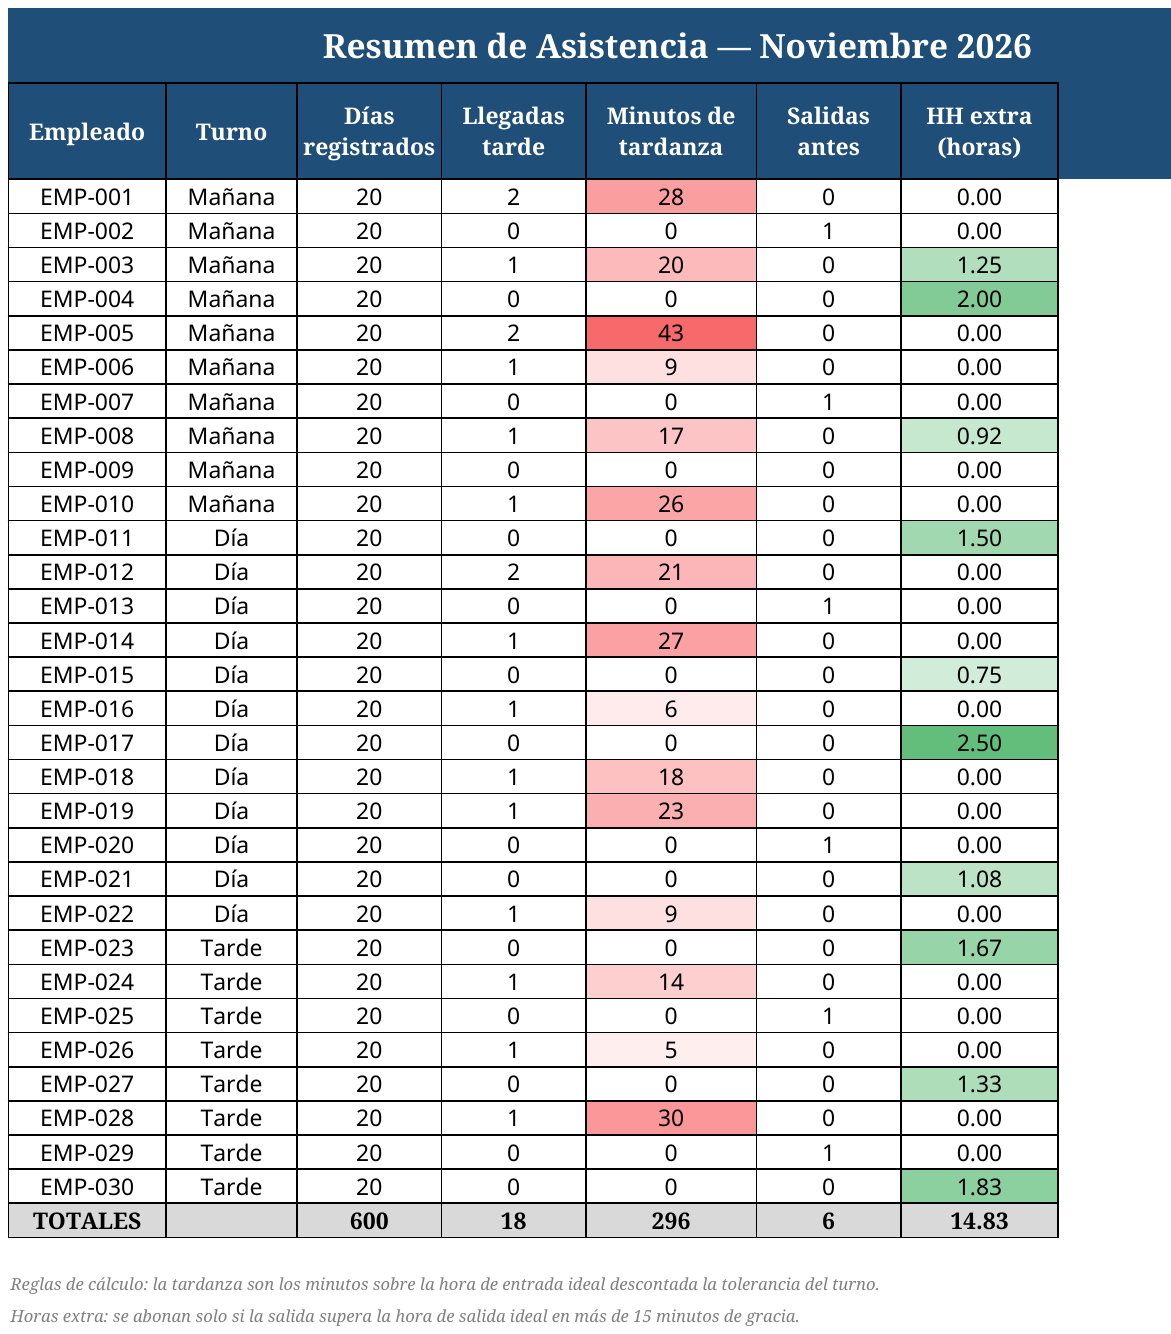 Resumen de Asistencia — Noviembre 2026
Empleado Turno Días registrados Llegadas tarde Minutos de tardanza Salidas antes HH extra (horas)
EMP-001 Mañana 20 2 28 0 0.00
EMP-002 Mañana 20 0 0 1 0.00
EMP-003 Mañana 20 1 20 0 1.25
EMP-004 Mañana 20 0 0 0 2.00
EMP-005 Mañana 20 2 43 0 0.00
EMP-006 Mañana 20 1 9 0 0.00
EMP-007 Mañana 20 0 0 1 0.00
EMP-008 Mañana 20 1 17 0 0.92
EMP-009 Mañana 20 0 0 0 0.00
EMP-010 Mañana 20 1 26 0 0.00
EMP-011 Día 20 0 0 0 1.50
EMP-012 Día 20 2 21 0 0.00
EMP-013 Día 20 0 0 1 0.00
EMP-014 Día 20 1 27 0 0.00
EMP-015 Día 20 0 0 0 0.75
EMP-016 Día 20 1 6 0 0.00
EMP-017 Día 20 0 0 0 2.50
EMP-018 Día 20 1 18 0 0.00
EMP-019 Día 20 1 23 0 0.00
EMP-020 Día 20 0 0 1 0.00
EMP-021 Día 20 0 0 0 1.08
EMP-022 Día 20 1 9 0 0.00
EMP-023 Tarde 20 0 0 0 1.67
EMP-024 Tarde 20 1 14 0 0.00
EMP-025 Tarde 20 0 0 1 0.00
EMP-026 Tarde 20 1 5 0 0.00
EMP-027 Tarde 20 0 0 0 1.33
EMP-028 Tarde 20 1 30 0 0.00
EMP-029 Tarde 20 0 0 1 0.00
EMP-030 Tarde 20 0 0 0 1.83
TOTALES 600 18 296 6 14.83
Reglas de cálculo: la tardanza son los minutos sobre la hora de entrada ideal descontada la tolerancia del turno.
Horas extra: se abonan solo si la salida supera la hora de salida ideal en más de 15 minutos de gracia.